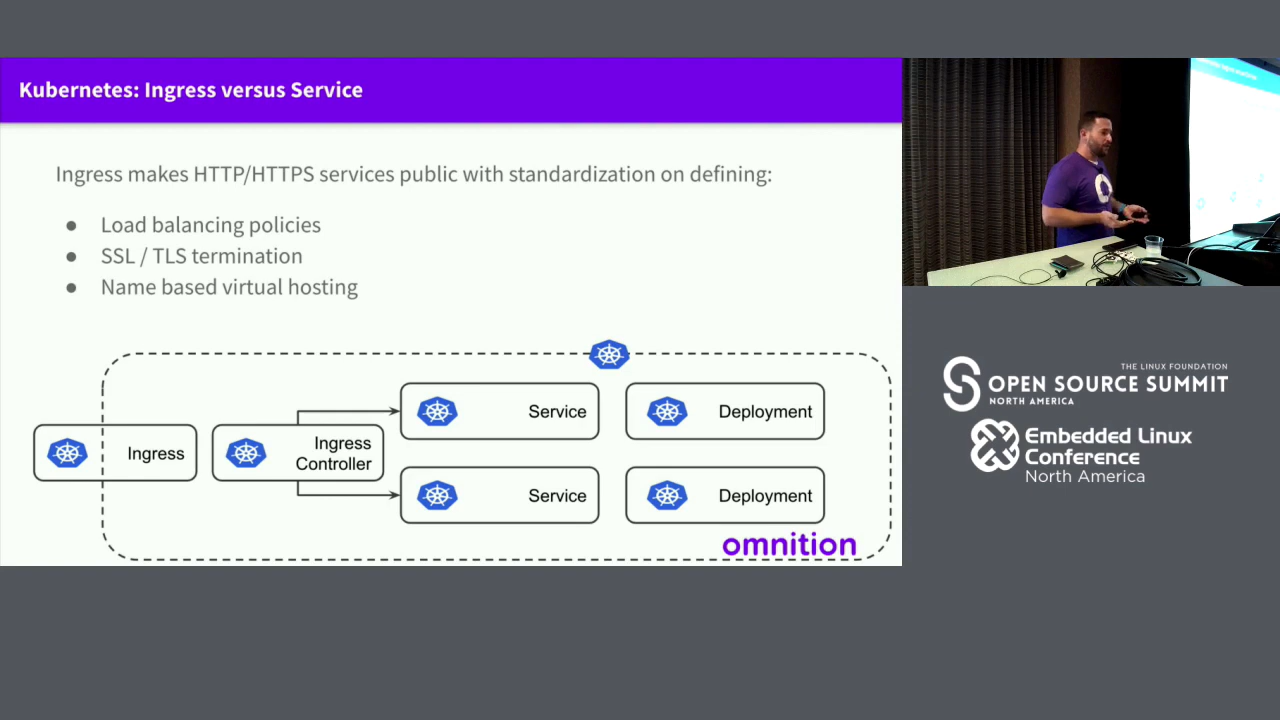 Kubernetes: Ingress versus Service
Ingress makes HTTP/HTTPS services public with standardization on defining:
● Load balancing policies
● SSL / TLS termination
● Name based virtual hosting
Ingress
Ingress
Controller
Service
Deployment
Service
Deployment
omnition
THE LINUX FOUNDATION
OPEN SOURCE SUMMIT
NORTH AMERICA
Embedded Linux
Conference
North America